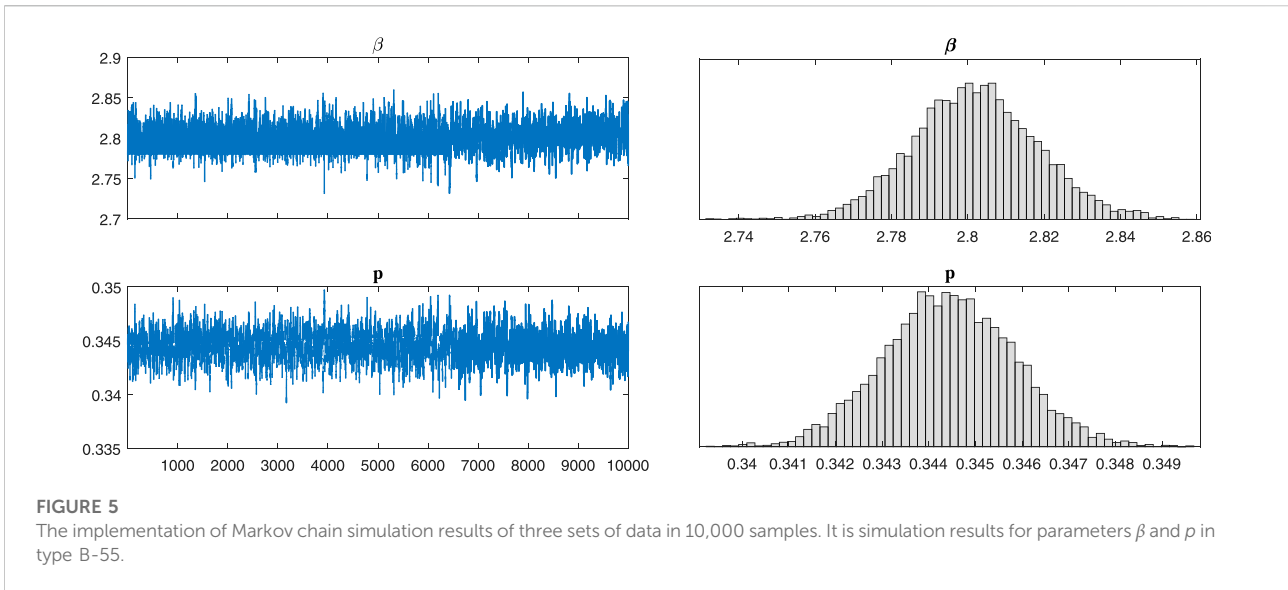 β
2.9
2.85
2.8
2.75
2.7
β
2.74 2.76 2.78 2.8 2.82 2.84 2.86
p
0.35
0.345
0.34
0.335
1000 2000 3000 4000 5000 6000 7000 8000 9000 10000
p
0.34 0.341 0.342 0.343 0.344 0.345 0.346 0.347 0.348 0.349
FIGURE 5
The implementation of Markov chain simulation results of three sets of data in 10,000 samples. It is simulation results for parameters β and p in
type B-55.